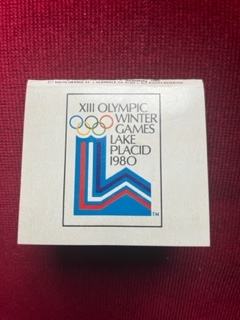 XIII OLYMPIC
WINTER
GAMES
LAKE
PLACID
1980
TM